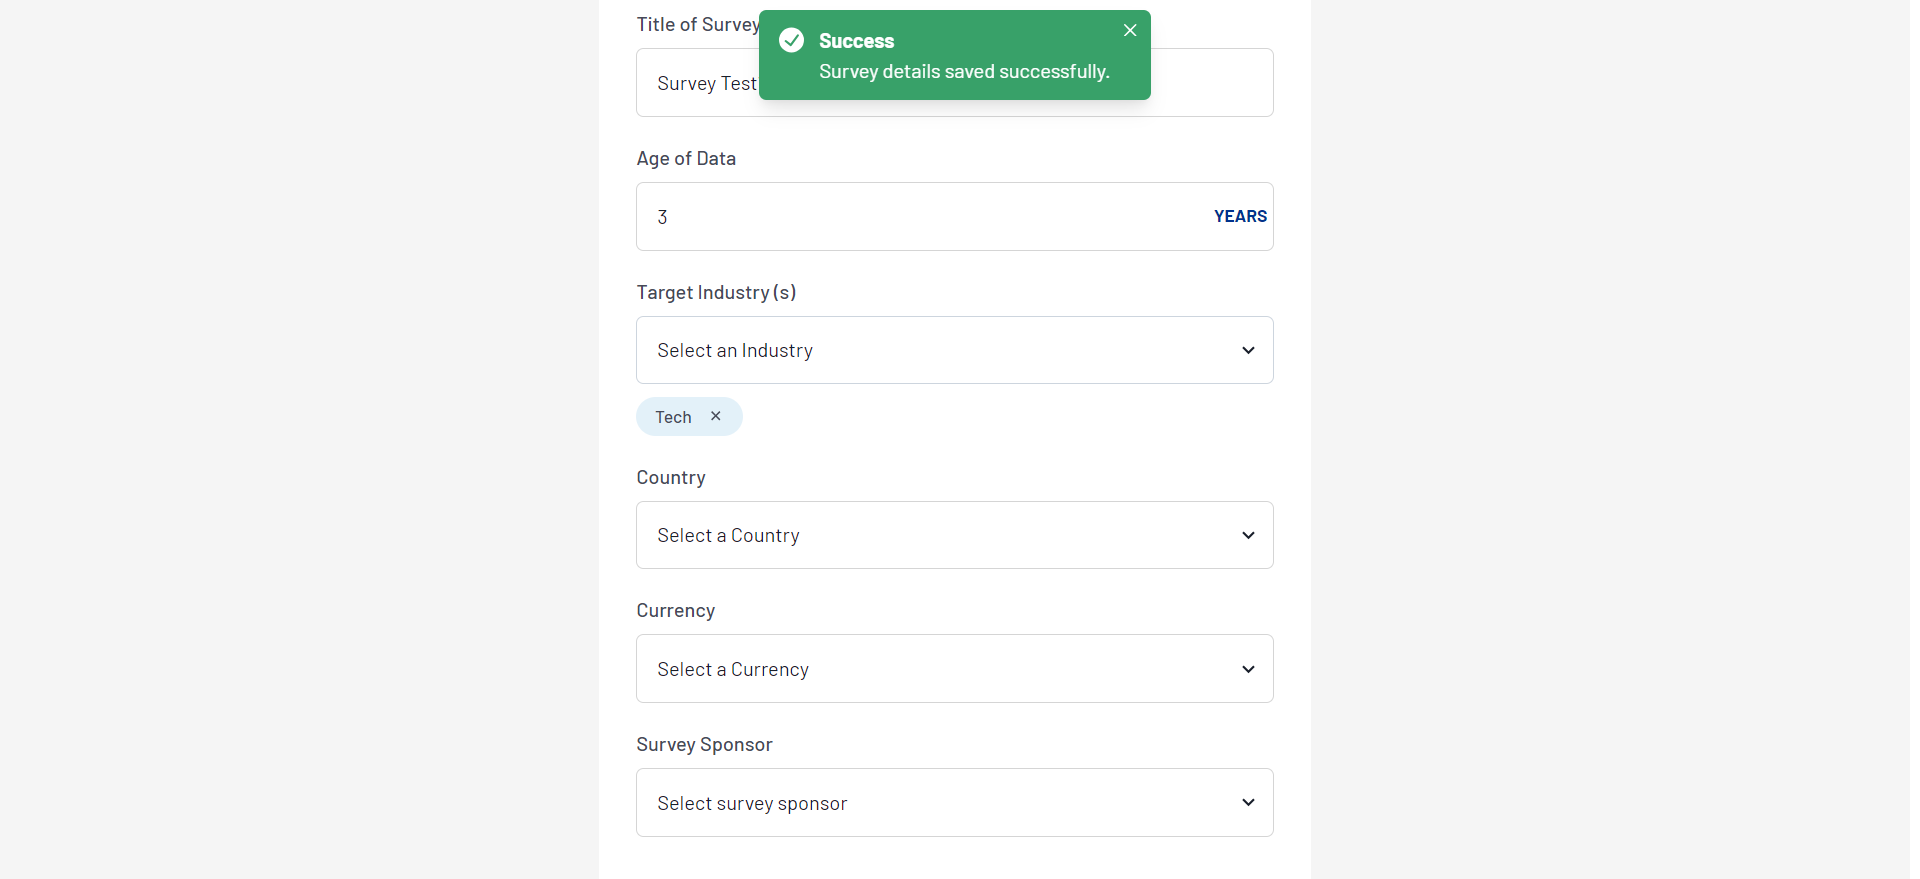 Title of Survey
Success
Survey details saved successfully.
Survey Test
Age of Data
3
YEARS
Target Industry (s)
Select an Industry
Tech
Country
Select a Country
Currency
Select a Currency
Survey Sponsor
Select survey sponsor